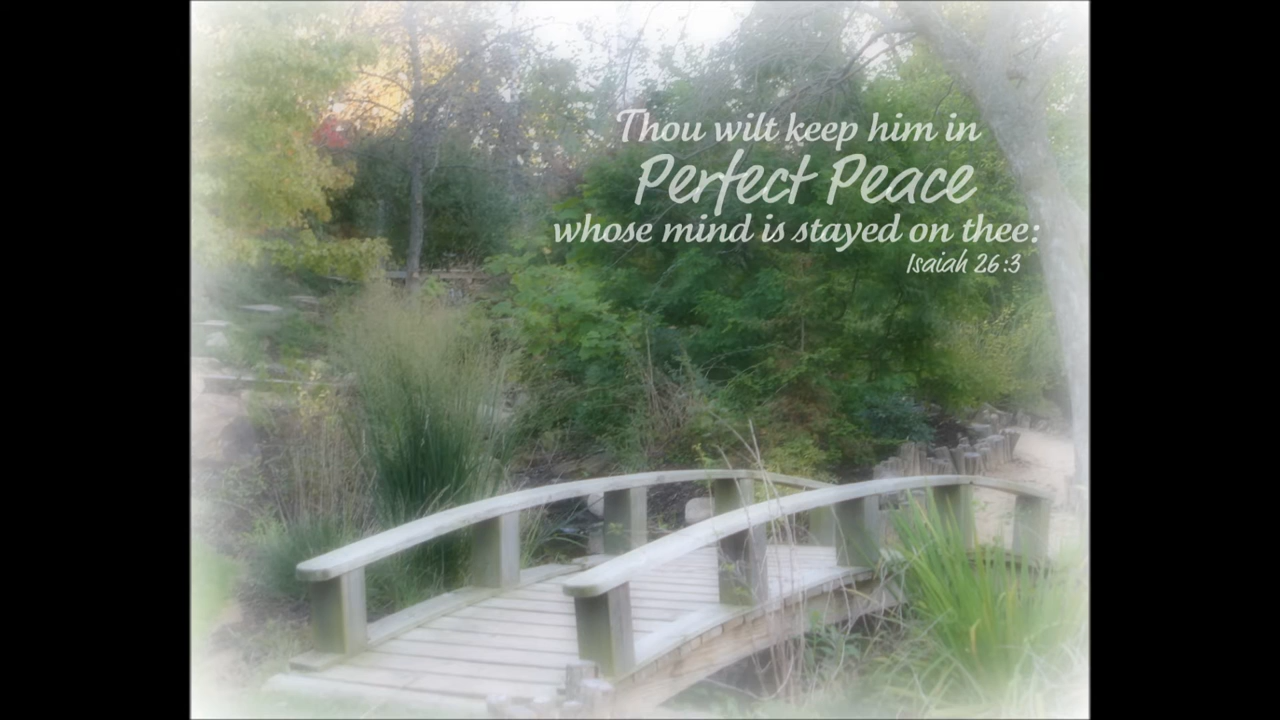 Thou wilt keep him in
Perfect Peace
whose mind is stayed on thee:
Isaiah 26:3